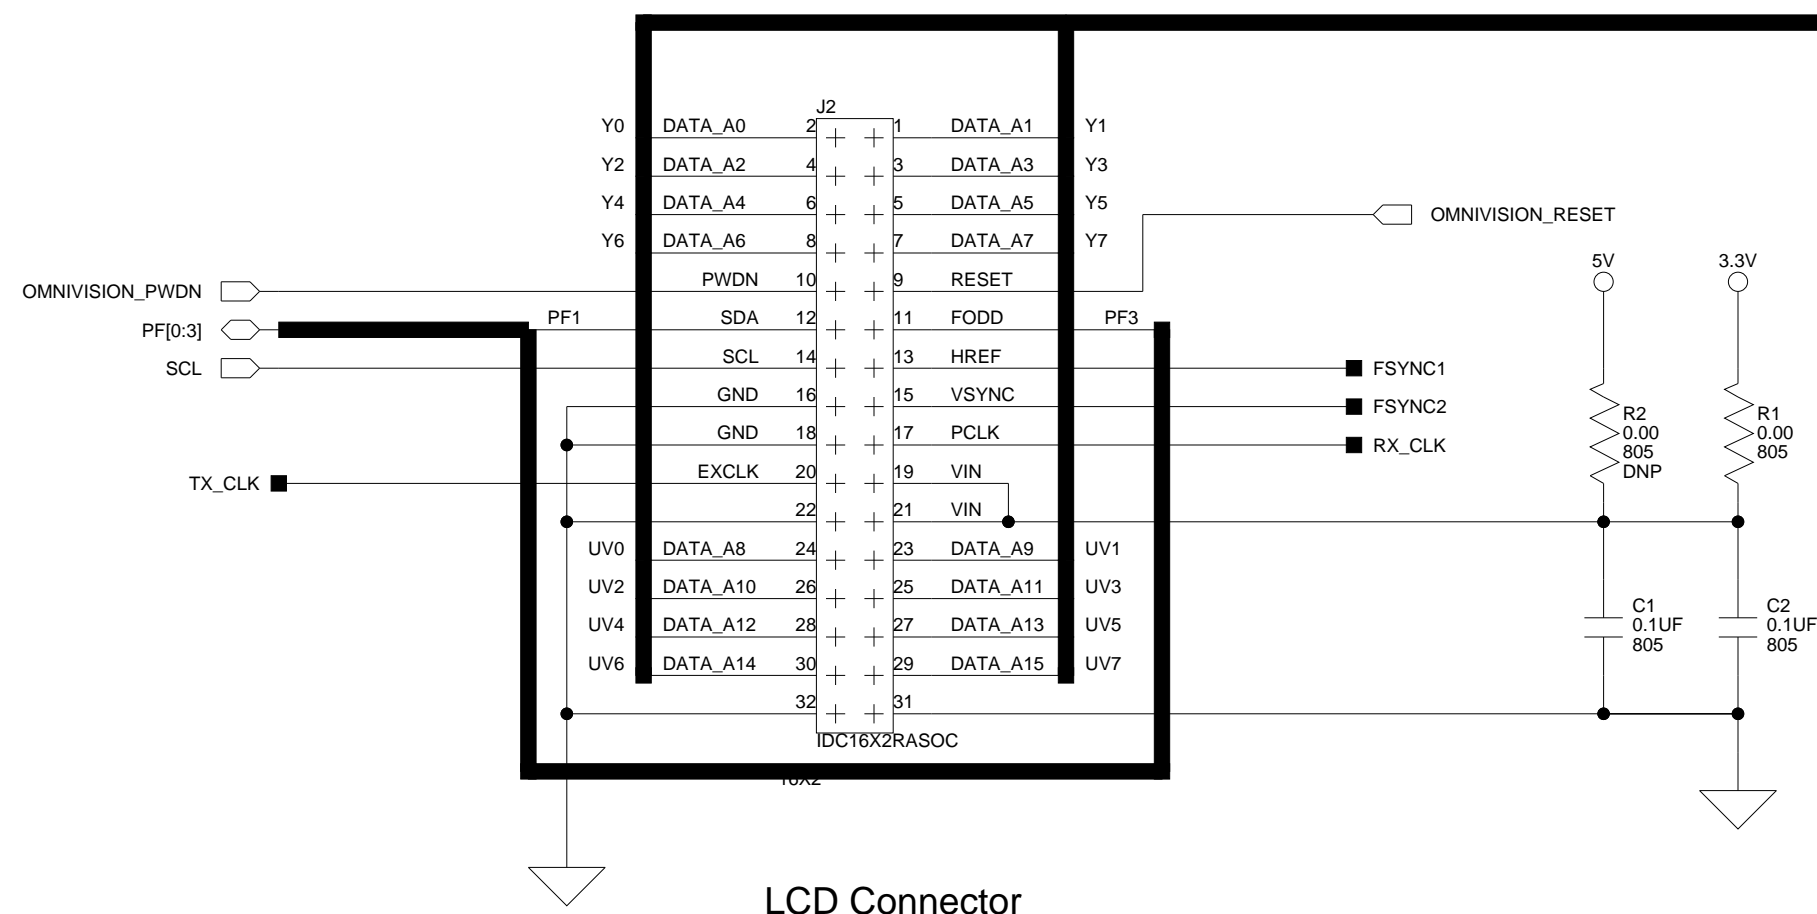 J2
Y0 DATA_A0 2 1 DATA_A1 Y1
Y2 DATA_A2 4 3 DATA_A3 Y3
Y4 DATA_A4 6 5 DATA_A5 Y5
OMNIVISION_RESET
Y6 DATA_A6 8 7 DATA_A7 Y7
5V 3.3V
OMNIVISION_PWDN PWDN 10 9 RESET
PF[0:3] PF1 SDA 12 11 FODD PF3
SCL SCL 14 13 HREF FSYNC1
GND 16 15 VSYNC FSYNC2
R2 R1
0.00 0.00
805 805
DNP
GND 18 17 PCLK RX_CLK
TX_CLK EXCLK 20 19 VIN
22 21 VIN
UV0 DATA_A8 24 23 DATA_A9 UV1
UV2 DATA_A10 26 25 DATA_A11 UV3
C1 C2
0.1UF 0.1UF
805 805
UV4 DATA_A12 28 27 DATA_A13 UV5
UV6 DATA_A14 30 29 DATA_A15 UV7
32 31
IDC16X2RASOC
16X2
LCD Connector